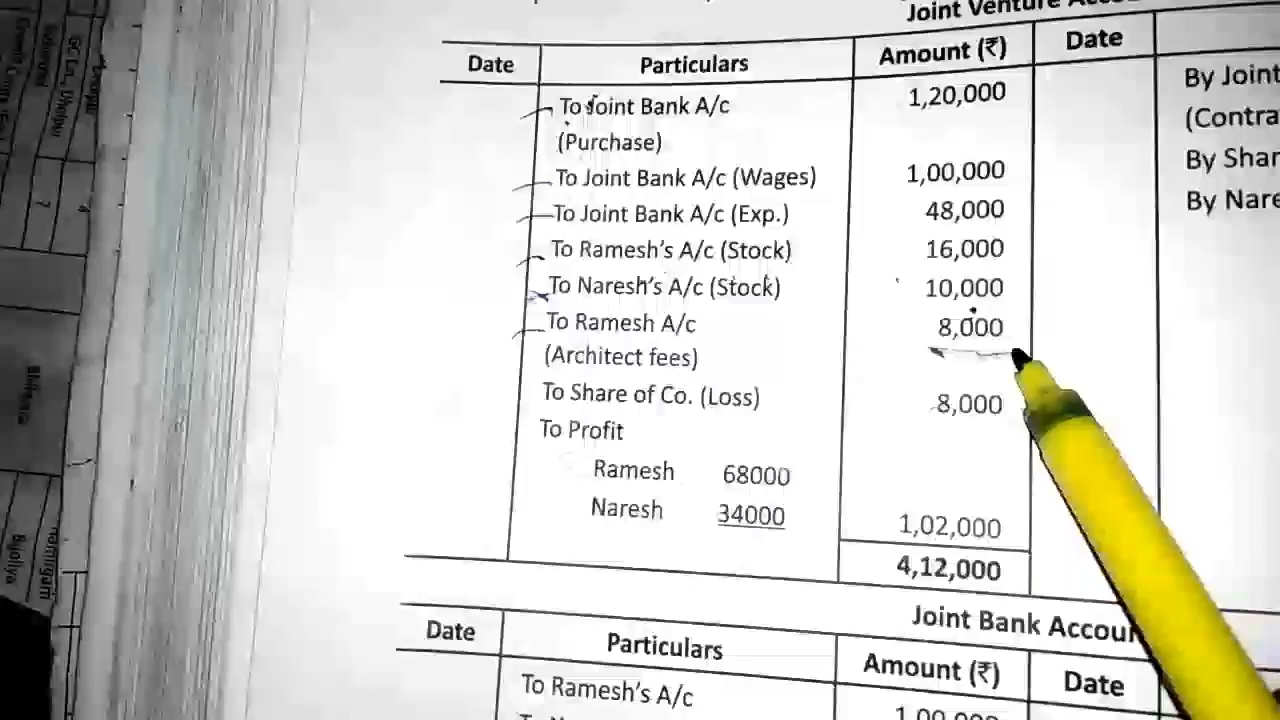 Joint Venture
Date Particulars Amount (₹) Date
To Joint Bank A/c 1,20,000 By Joint
(Purchase) (Contra
To Joint Bank A/c (Wages) 1,00,000 By Shar
To Joint Bank A/c (Exp.) 48,000 By Nare
To Ramesh's A/c (Stock) 16,000
To Naresh's A/c (Stock) 10,000
To Ramesh A/c 8,000
(Architect fees)
To Share of Co. (Loss) 8,000
To Profit
Ramesh 68000
Naresh 34000 1,02,000
4,12,000
Joint Bank Accoun
Date Particulars Amount (₹) Date
To Ramesh's A/c 1,00,000